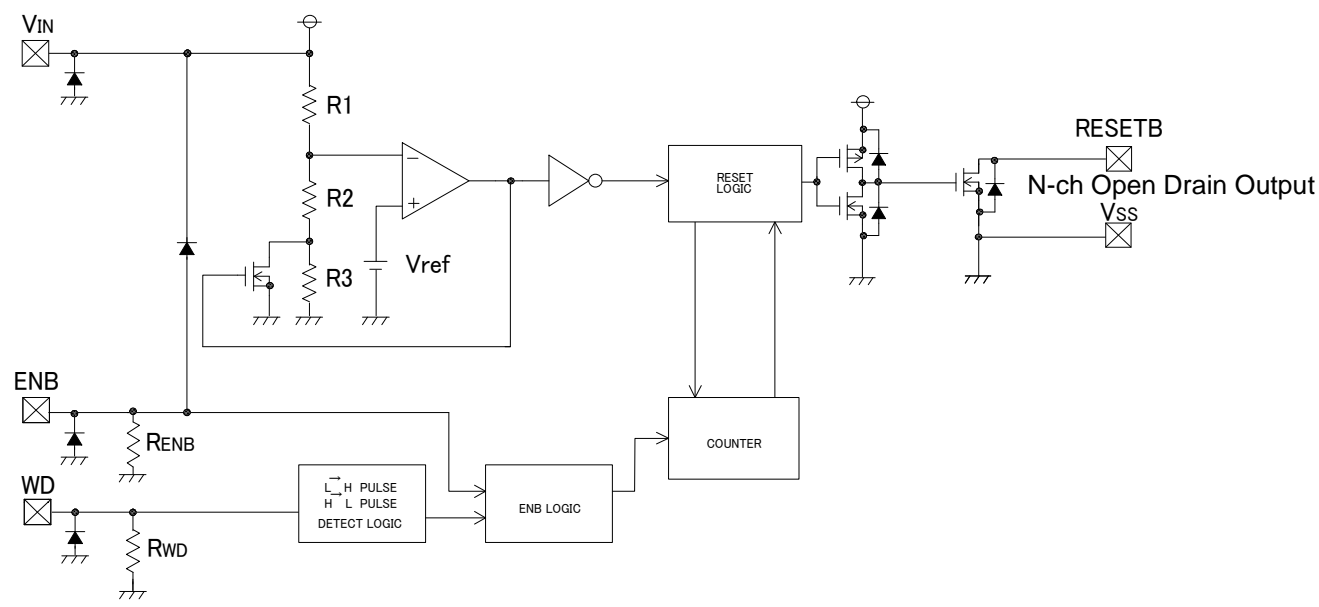 VIN
R1
R2
R3
Vref
−
+
RESET
LOGIC
RESETB
N-ch Open Drain Output
VSS
ENB
RENB
WD
RWD
L→H PULSE
H→L PULSE
DETECT LOGIC
ENB LOGIC
COUNTER